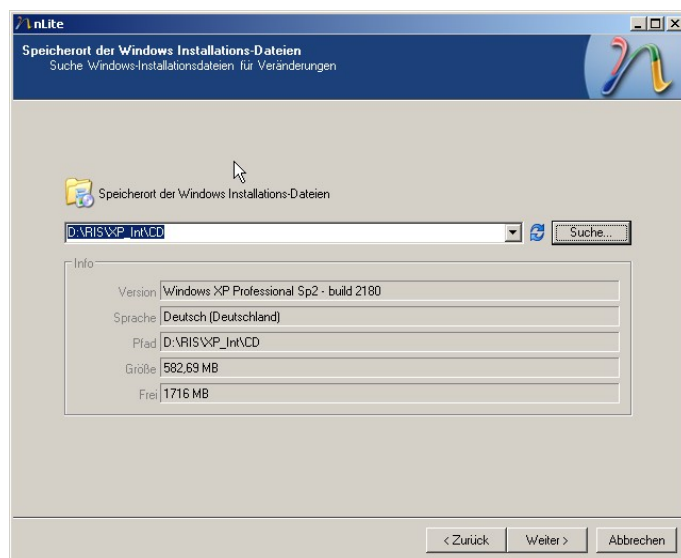 nLite
Speicherort der Windows Installations-Dateien
Suche Windows-Installationsdateien für Veränderungen
Speicherort der Windows Installations-Dateien
D:\RIS\XP_Int\CD
Suche...
Info
Version Windows XP Professional Sp2 - build 2180
Sprache Deutsch (Deutschland)
Pfad D:\RIS\XP_Int\CD
Größe 582,69 MB
Frei 1716 MB
< Zurück Weiter > Abbrechen